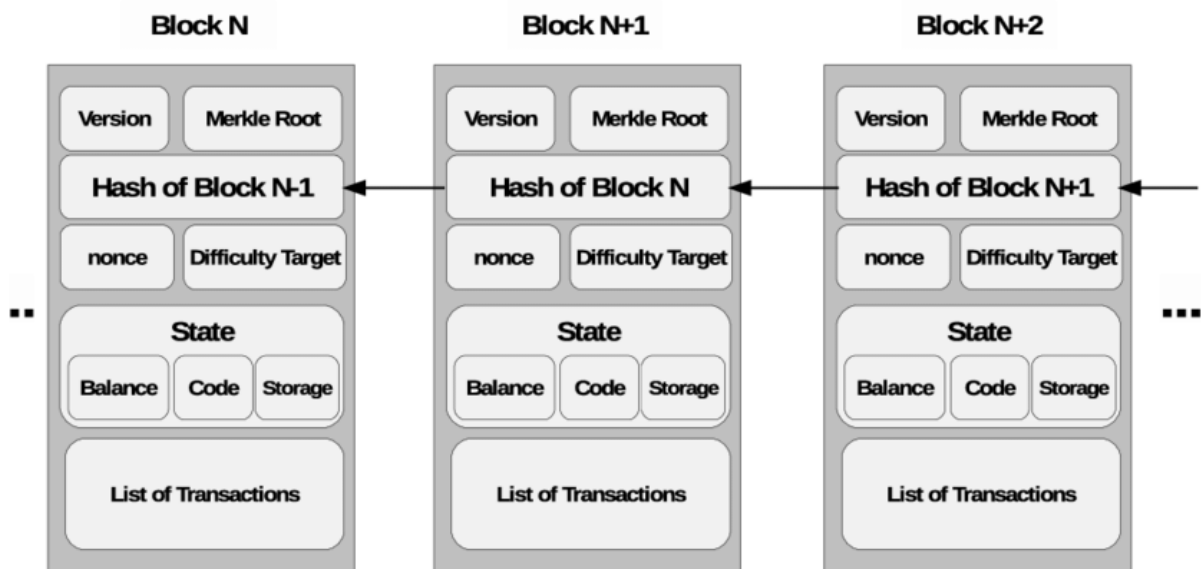 Block N
Block N+1
Block N+2
Version
Merkle Root
Version
Merkle Root
Version
Merkle Root
Hash of Block N-1
Hash of Block N
Hash of Block N+1
nonce
Difficulty Target
nonce
Difficulty Target
nonce
Difficulty Target
..
...
State
State
State
Balance
Code
Storage
Balance
Code
Storage
Balance
Code
Storage
List of Transactions
List of Transactions
List of Transactions